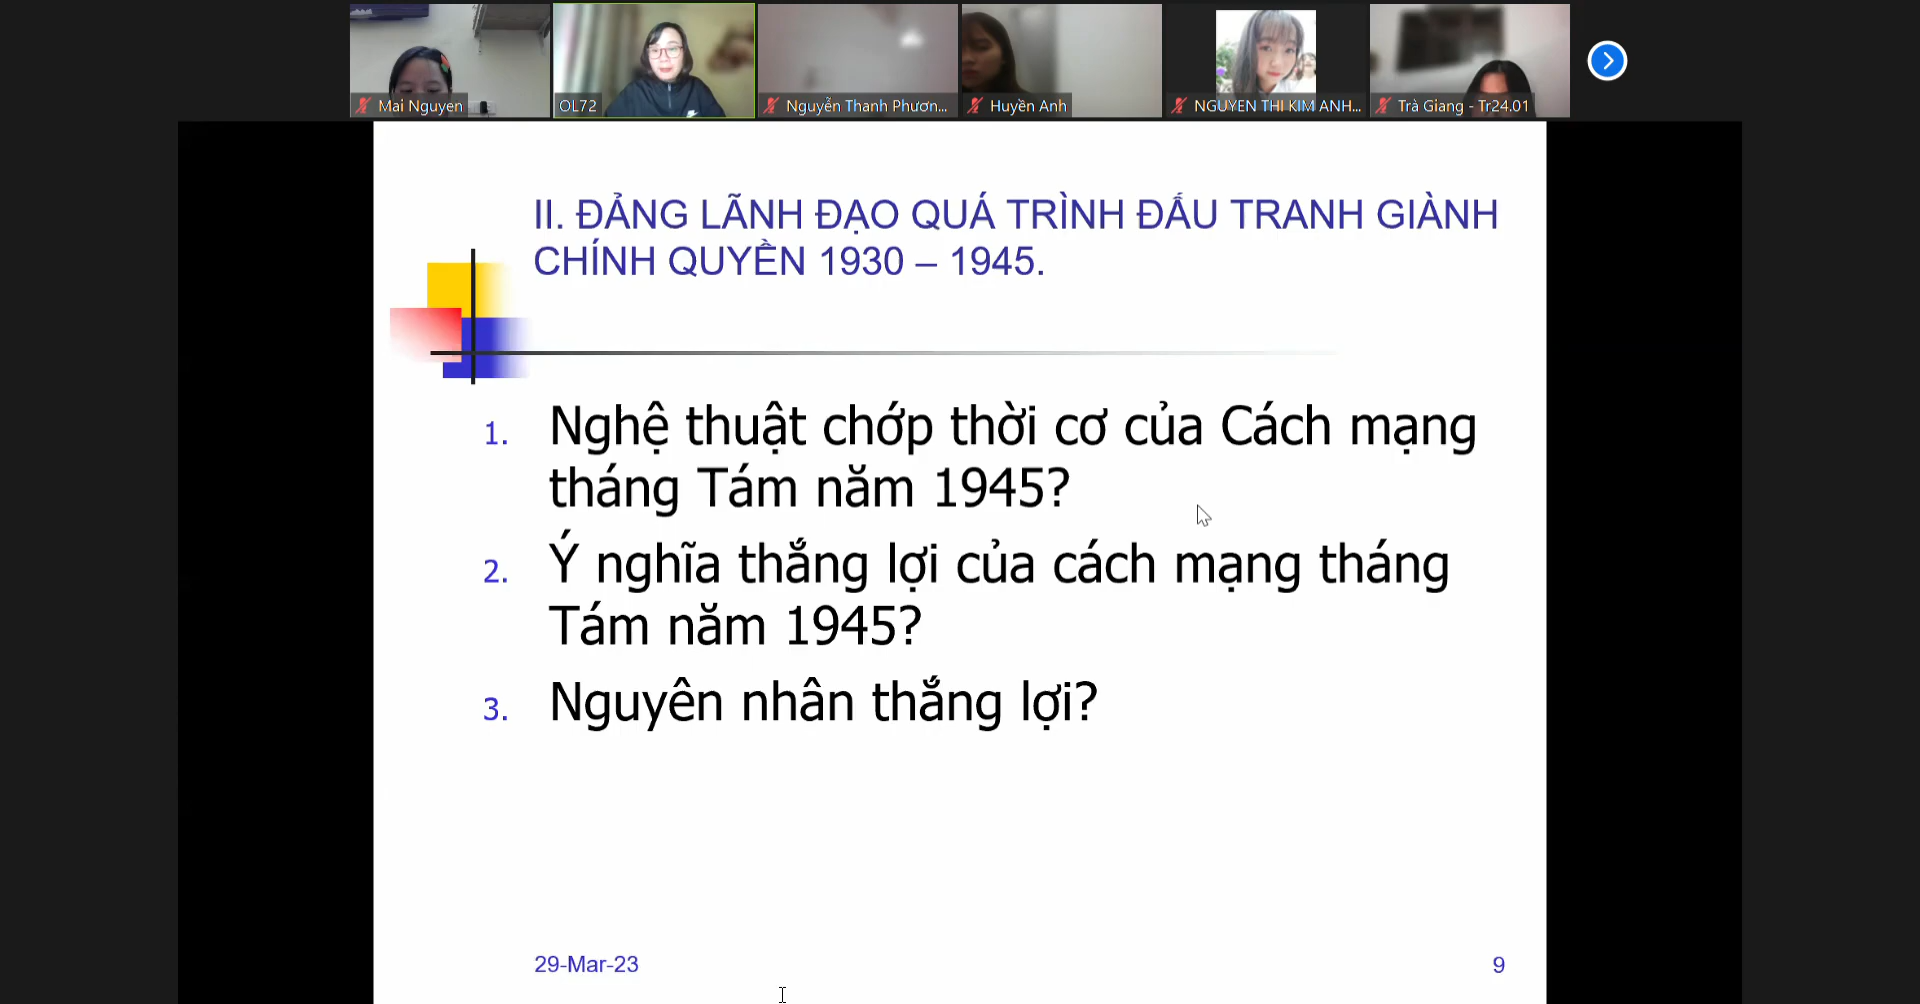 Mai Nguyen
OL72
Nguyễn Thanh Phươn...
Huyền Anh
NGUYEN THI KIM ANH...
Trà Giang - Tr24.01
II. ĐẢNG LÃNH ĐẠO QUÁ TRÌNH ĐẤU TRANH GIÀNH
CHÍNH QUYỀN 1930 – 1945.
1. Nghệ thuật chớp thời cơ của Cách mạng
tháng Tám năm 1945?
2. Ý nghĩa thắng lợi của cách mạng tháng
Tám năm 1945?
3. Nguyên nhân thắng lợi?
29-Mar-23
9